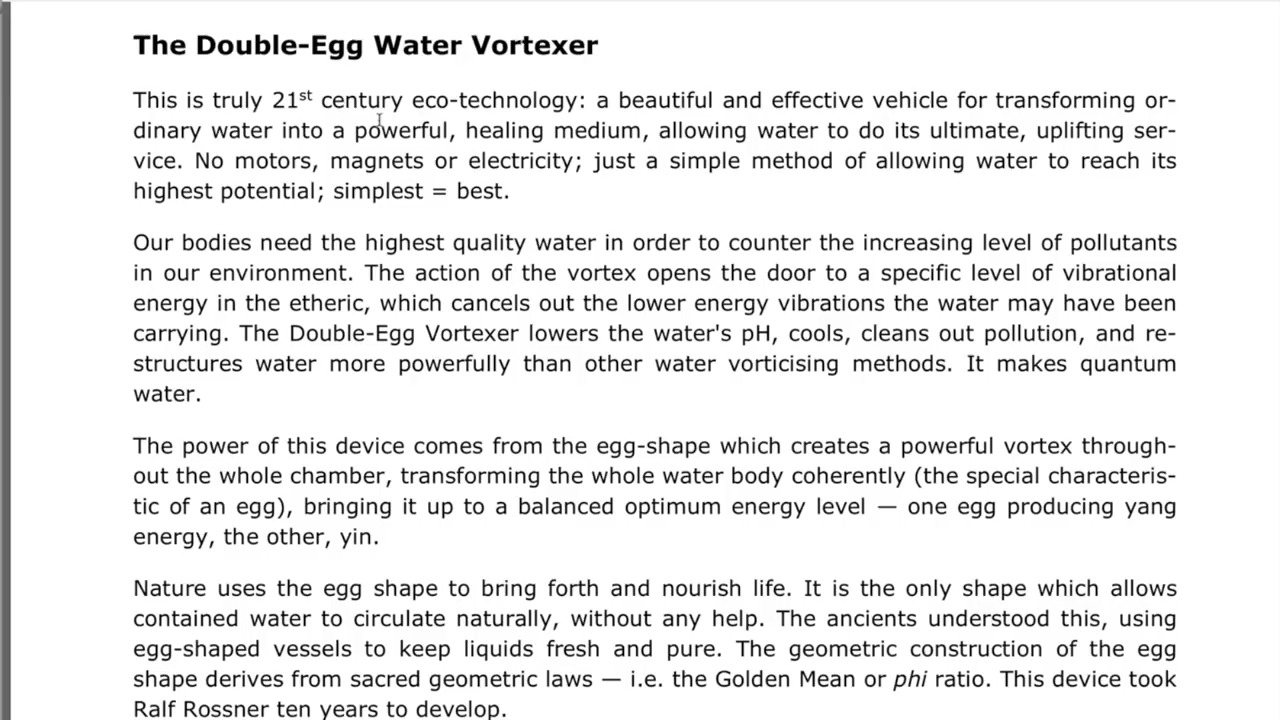 The Double-Egg Water Vortexer
This is truly 21st century eco-technology: a beautiful and effective vehicle for transforming or-
dinary water into a powerful, healing medium, allowing water to do its ultimate, uplifting ser-
vice. No motors, magnets or electricity; just a simple method of allowing water to reach its
highest potential; simplest = best.
Our bodies need the highest quality water in order to counter the increasing level of pollutants
in our environment. The action of the vortex opens the door to a specific level of vibrational
energy in the etheric, which cancels out the lower energy vibrations the water may have been
carrying. The Double-Egg Vortexer lowers the water's pH, cools, cleans out pollution, and re-
structures water more powerfully than other water vorticising methods. It makes quantum
water.
The power of this device comes from the egg-shape which creates a powerful vortex through-
out the whole chamber, transforming the whole water body coherently (the special characteris-
tic of an egg), bringing it up to a balanced optimum energy level — one egg producing yang
energy, the other, yin.
Nature uses the egg shape to bring forth and nourish life. It is the only shape which allows
contained water to circulate naturally, without any help. The ancients understood this, using
egg-shaped vessels to keep liquids fresh and pure. The geometric construction of the egg
shape derives from sacred geometric laws — i.e. the Golden Mean or phi ratio. This device took
Ralf Rossner ten years to develop.